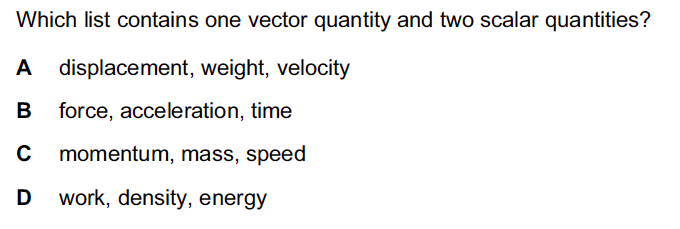 Which list contains one vector quantity and two scalar quantities?
A displacement, weight, velocity
B force, acceleration, time
C momentum, mass, speed
D work, density, energy